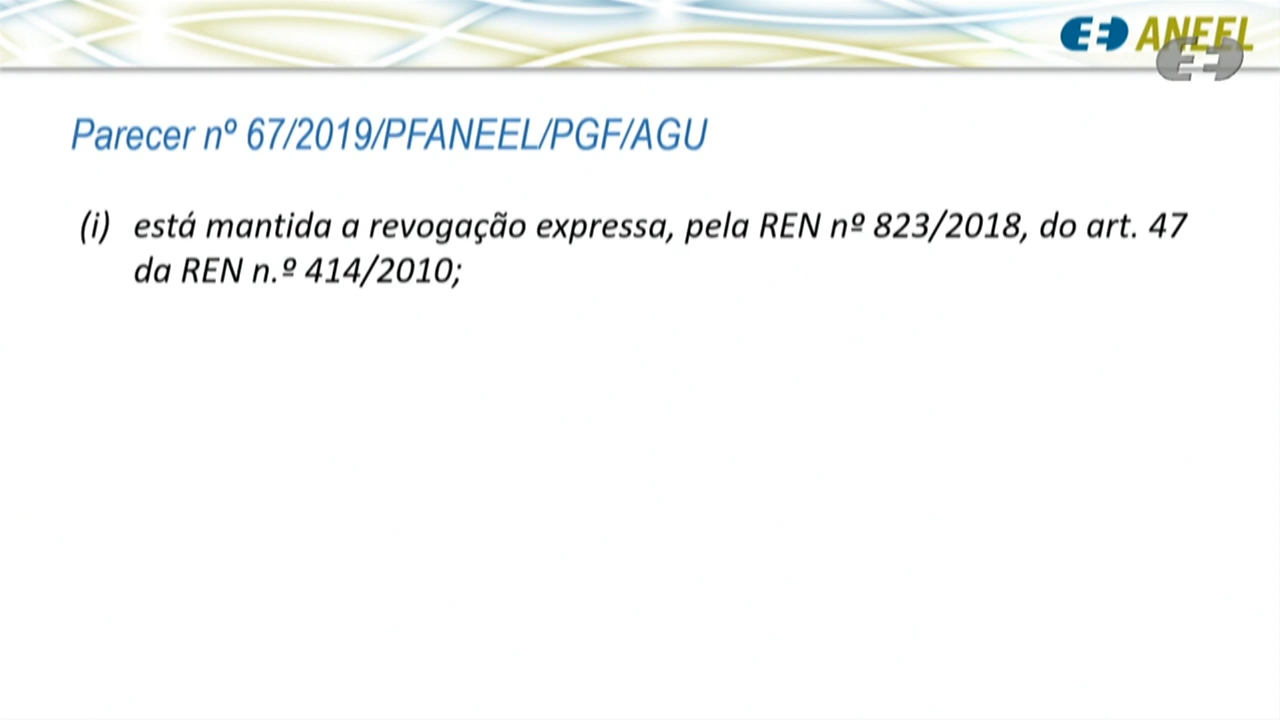 ANEEL
Parecer nº 67/2019/PFANEEL/PGF/AGU
(i) está mantida a revogação expressa, pela REN nº 823/2018, do art. 47
da REN n.º 414/2010;